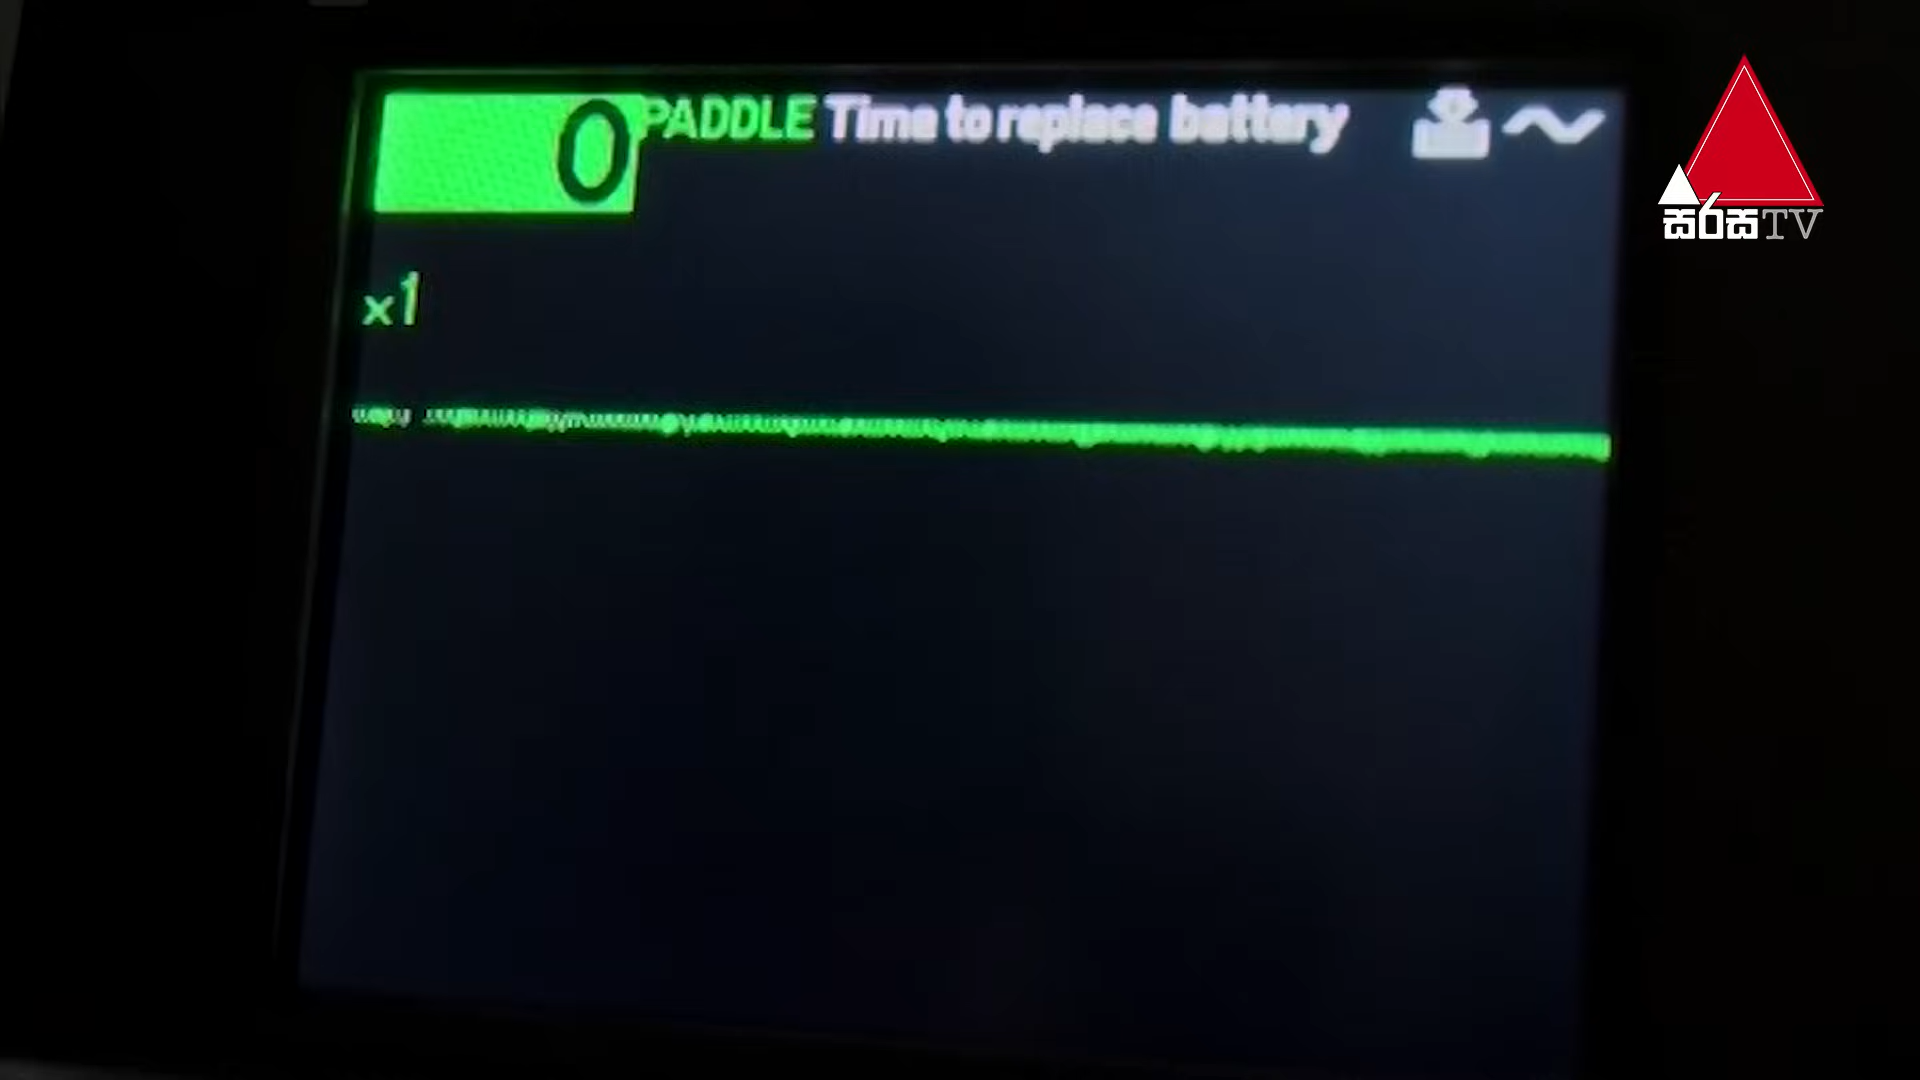 0 PADDLE Time to replace battery
x1
සිරස TV